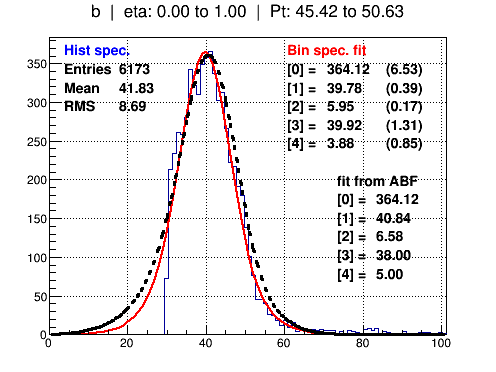 b | eta: 0.00 to 1.00 | Pt: 45.42 to 50.63
Hist spec.
Entries 6173
Mean 41.83
RMS 8.69
Bin spec. fit
[0] = 364.12 (6.53)
[1] = 39.78 (0.39)
[2] = 5.95 (0.17)
[3] = 39.92 (1.31)
[4] = 3.88 (0.85)
fit from ABF
[0] = 364.12
[1] = 40.84
[2] = 6.58
[3] = 38.00
[4] = 5.00
350
300
250
200
150
100
50
0
0 20 40 60 80 100